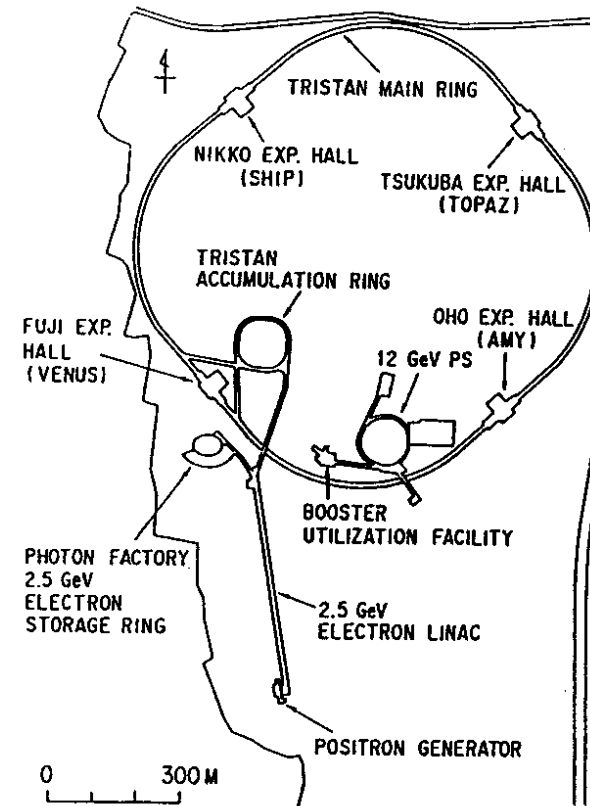 TRISTAN MAIN RING
NIKKO EXP. HALL
(SHIP)
TSUKUBA EXP. HALL
(TOPAZ)
TRISTAN
ACCUMULATION RING
FUJI EXP.
HALL
(VENUS)
OHO EXP. HALL
(AMY)
12 GeV PS
BOOSTER
UTILIZATION FACILITY
PHOTON FACTORY
2.5 GeV
ELECTRON
STORAGE RING
2.5 GeV
ELECTRON LINAC
POSITRON GENERATOR
0 300 M